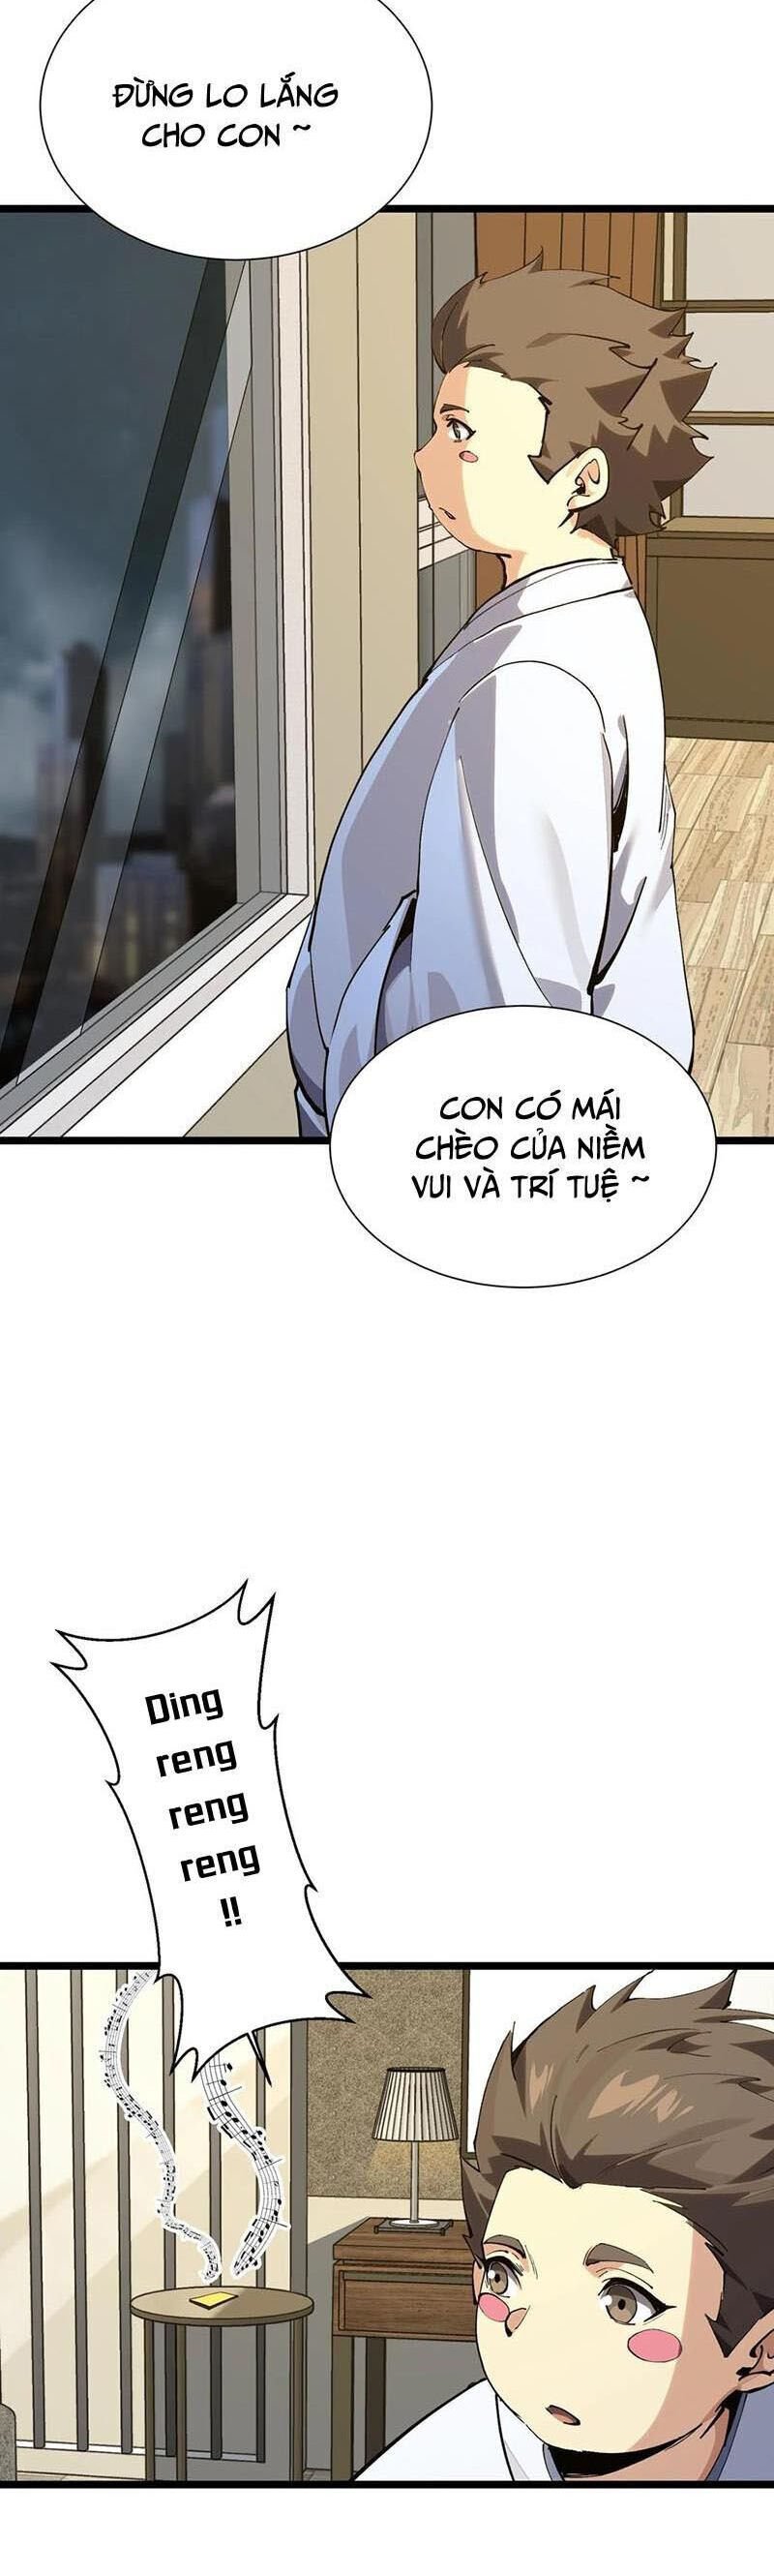 ĐỪNG LO LẮNG
CHO CON ~
CON CÓ MÁI
CHÈO CỦA NIỀM
VUI VÀ TRÍ TUỆ ~
Ding
reng
reng
reng
!!